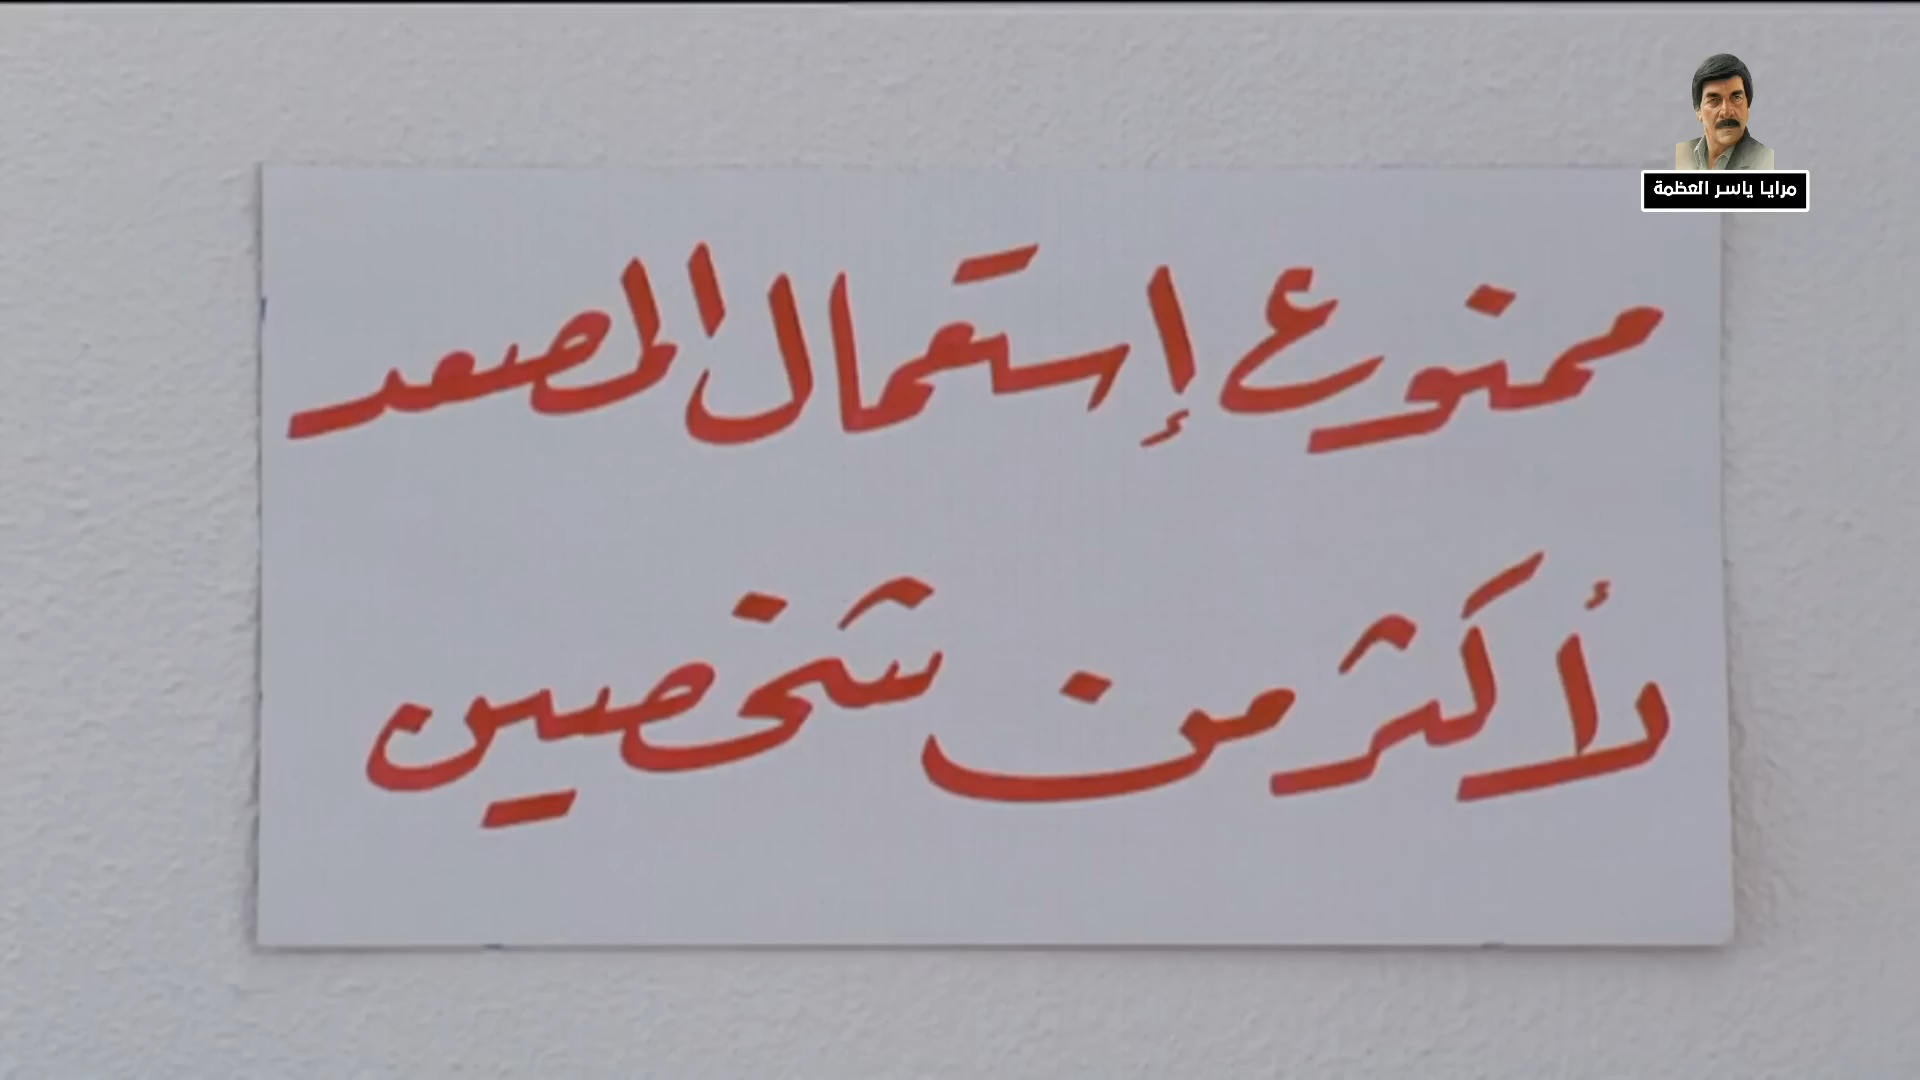 مرايا ياسر العظمة
ممنوع إستعمال المصعد
لأكثر من شخصين